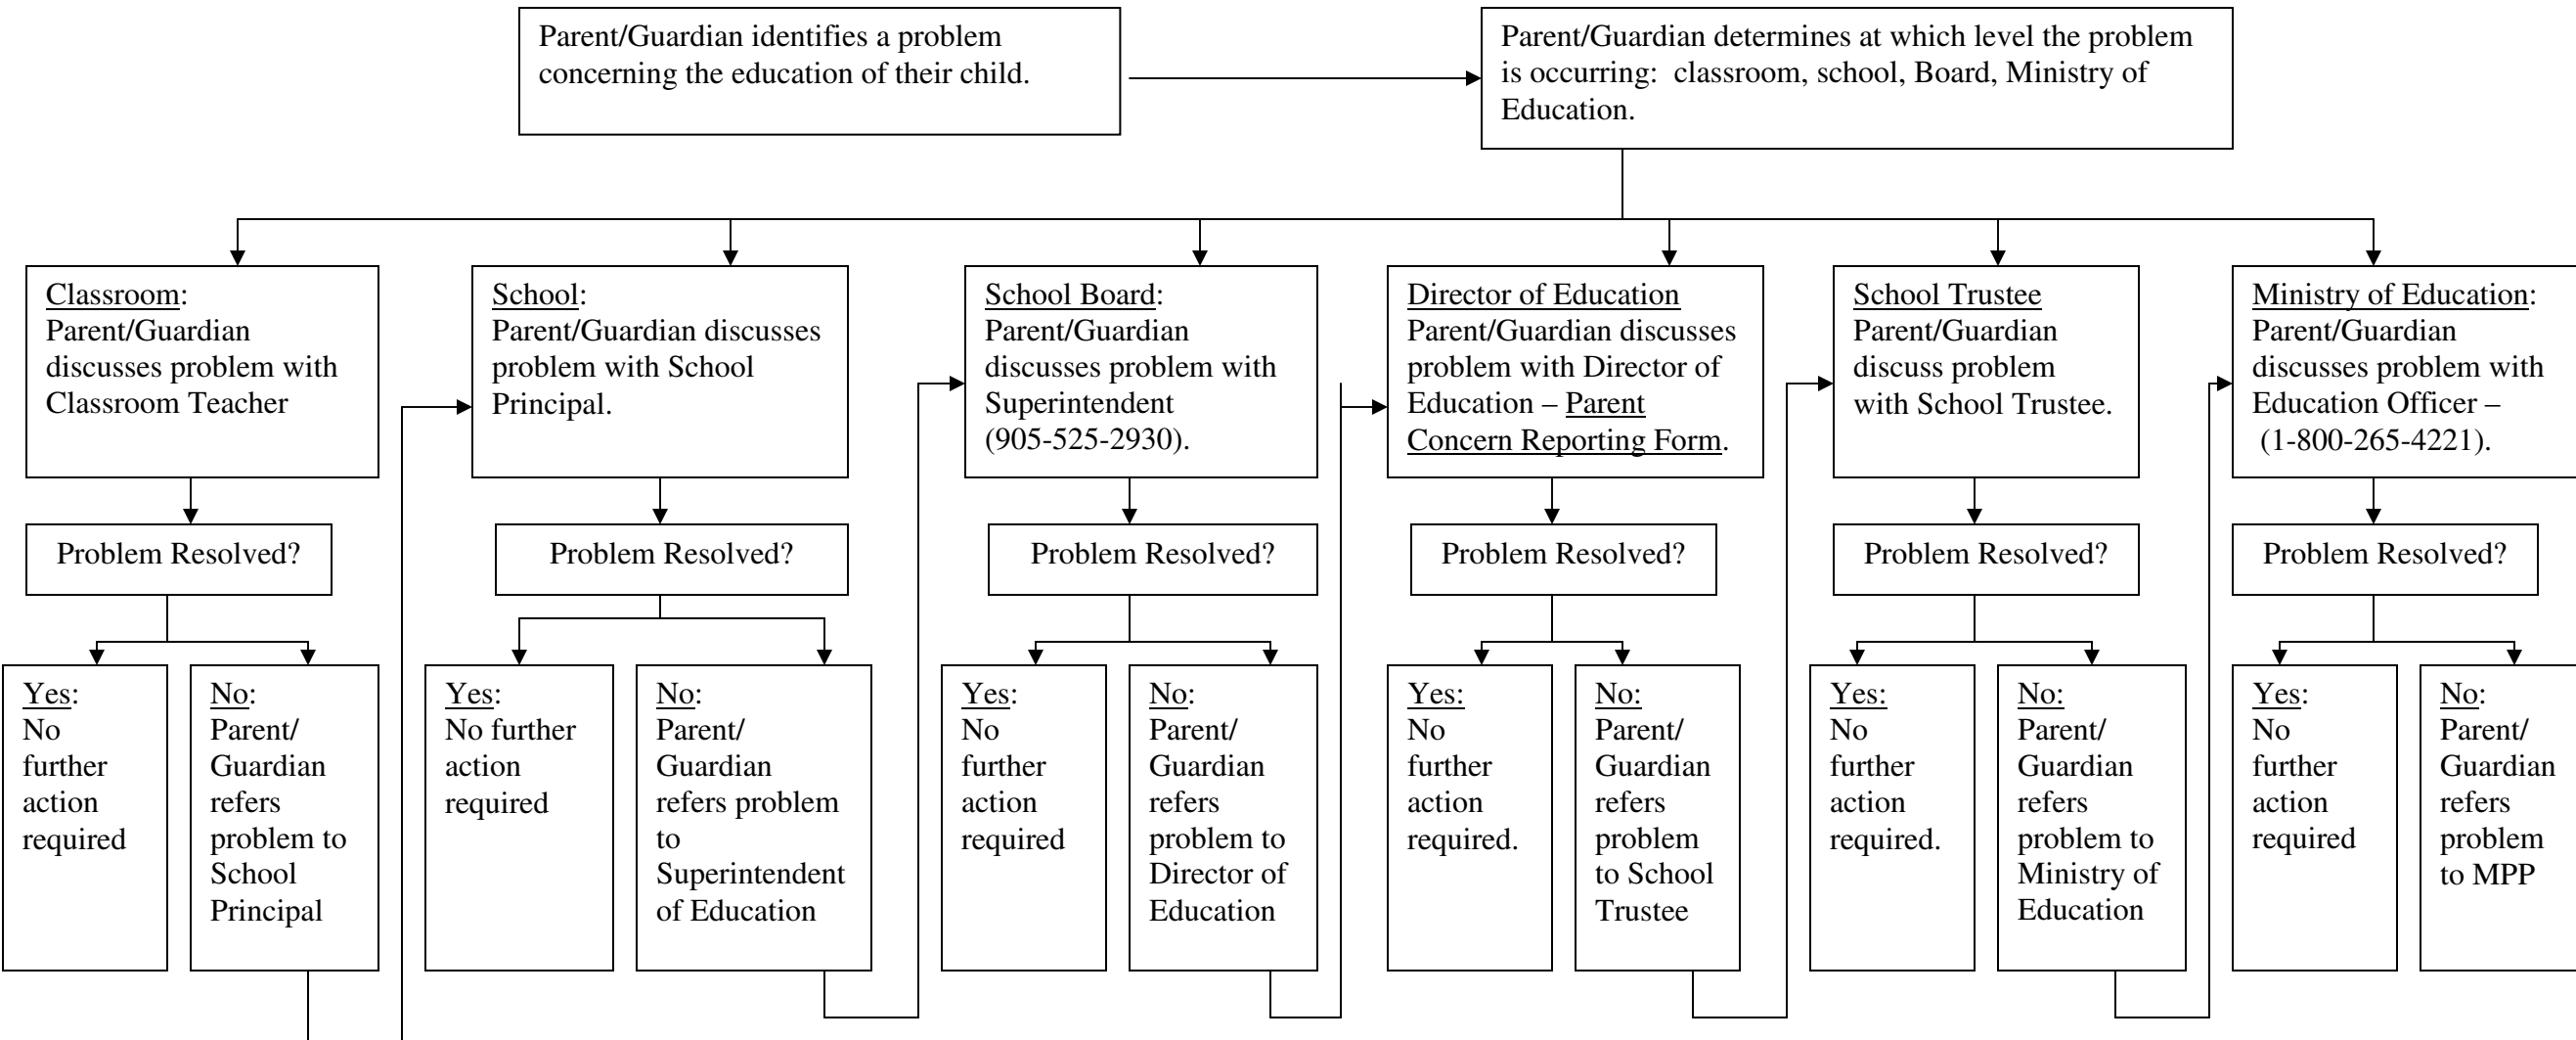 Parent/Guardian identifies a problem
concerning the education of their child.
Parent/Guardian determines at which level the problem
is occurring:  classroom, school, Board, Ministry of
Education.
Classroom:
Parent/Guardian
discusses problem with
Classroom Teacher
School:
Parent/Guardian discusses
problem with School
Principal.
School Board:
Parent/Guardian
discusses problem with
Superintendent
(905-525-2930).
Director of Education
Parent/Guardian discusses
problem with Director of
Education – Parent
Concern Reporting Form.
School Trustee
Parent/Guardian
discuss problem
with School Trustee.
Ministry of Education:
Parent/Guardian
discusses problem with
Education Officer –
(1-800-265-4221).
Problem Resolved?
Problem Resolved?
Problem Resolved?
Problem Resolved?
Problem Resolved?
Problem Resolved?
Yes:
No
further
action
required
No:
Parent/
Guardian
refers
problem to
School
Principal
Yes:
No further
action
required
No:
Parent/
Guardian
refers problem
to
Superintendent
of Education
Yes:
No
further
action
required
No:
Parent/
Guardian
refers
problem to
Director of
Education
Yes:
No
further
action
required.
No:
Parent/
Guardian
refers
problem
to School
Trustee
Yes:
No
further
action
required.
No:
Parent/
Guardian
refers
problem to
Ministry of
Education
Yes:
No
further
action
required
No:
Parent/
Guardian
refers
problem
to MPP